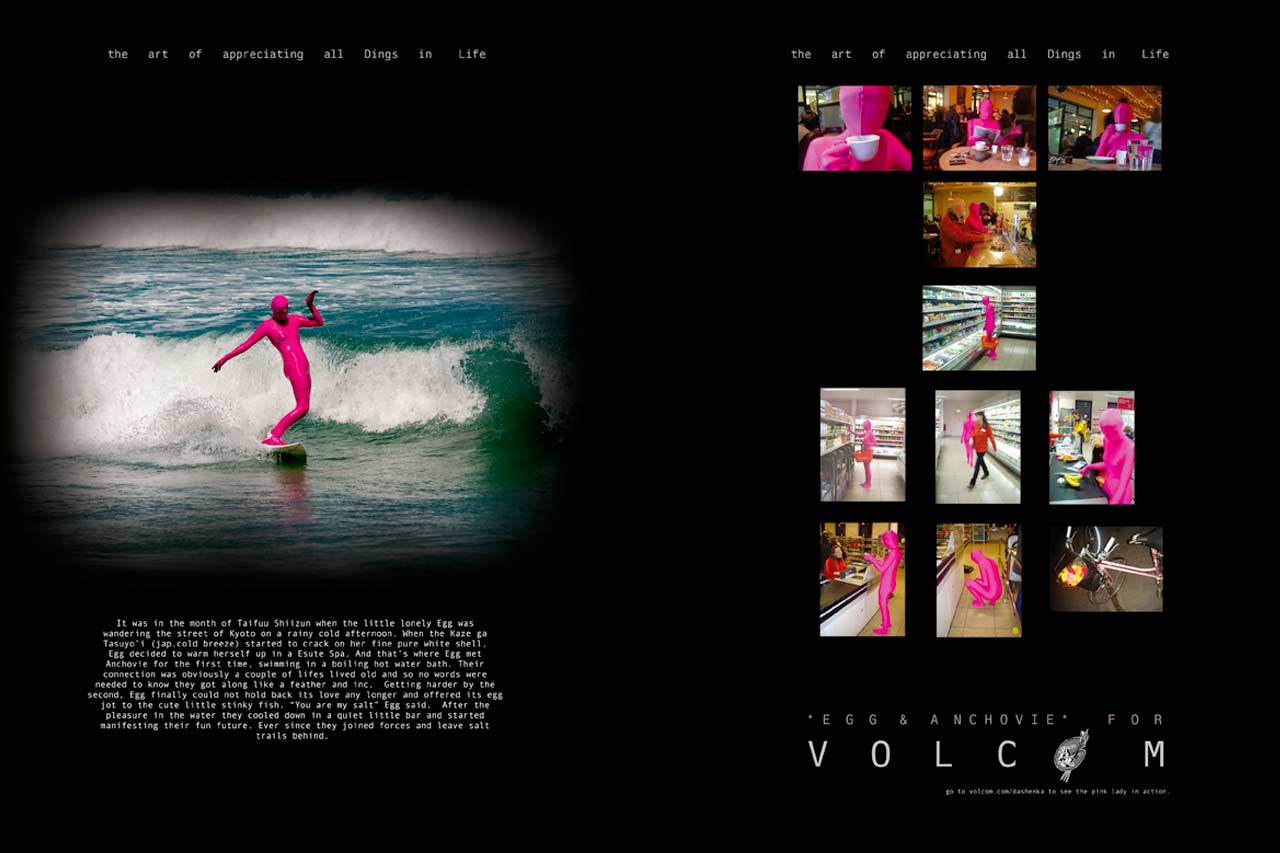 the art of appreciating all Dings in Life
the art of appreciating all Dings in Life
It was in the month of Taifuu Shiizun when the little lonely Egg was
wandering the street of Kyoto on a rainy cold afternoon. When the Kaze ga
Tasuyo'i (jap.cold breeze) started to crack on her fine pure white shell,
Egg decided to warm herself up in a Esute Spa. And that's where Egg met
Anchovie for the first time, swimming in a boiling hot water bath. Their
connection was obviously a couple of lifes lived old and so no words were
needed to know they got along like a feather and inc. Getting harder by the
second, Egg finally could not hold back its love any longer and offered its egg
jot to the cute little stinky fish. "You are my salt" Egg said. After the
pleasure in the water they cooled down in a quiet little bar and started
manifesting their fun future. Ever since they joined forces and leave salt
trails behind.
"EGG & ANCHOVIE" FOR
VOLCOM
go to volcom.com/dashenka to see the pink lady in action.